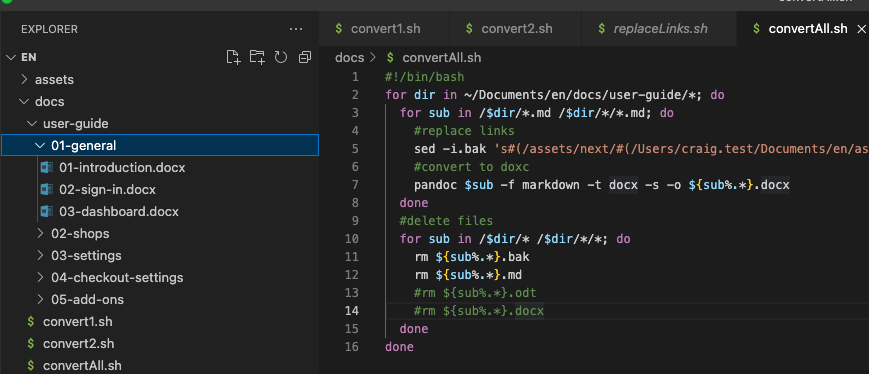 EXPLORER
EN
assets
docs
user-guide
01-general
01-introduction.docx
02-sign-in.docx
03-dashboard.docx
02-shops
03-settings
04-checkout-settings
05-add-ons
$ convert1.sh
$ convert2.sh
$ convertAll.sh
$ convert1.sh $ convert2.sh $ replaceLinks.sh $ convertAll.sh
docs > $ convertAll.sh
1 #!/bin/bash
2 for dir in ~/Documents/en/docs/user-guide/*; do
3 for sub in /$dir/*.md /$dir/*/*.md; do
4 #replace links
5 sed -i.bak 's#(/assets/next/#(/Users/craig.test/Documents/en/as
6 #convert to doxc
7 pandoc $sub -f markdown -t docx -s -o ${sub%.*}.docx
8 done
9 #delete files
10 for sub in /$dir/* /$dir/*/*; do
11 rm ${sub%.*}.bak
12 rm ${sub%.*}.md
13 #rm ${sub%.*}.odt
14 #rm ${sub%.*}.docx
15 done
16 done